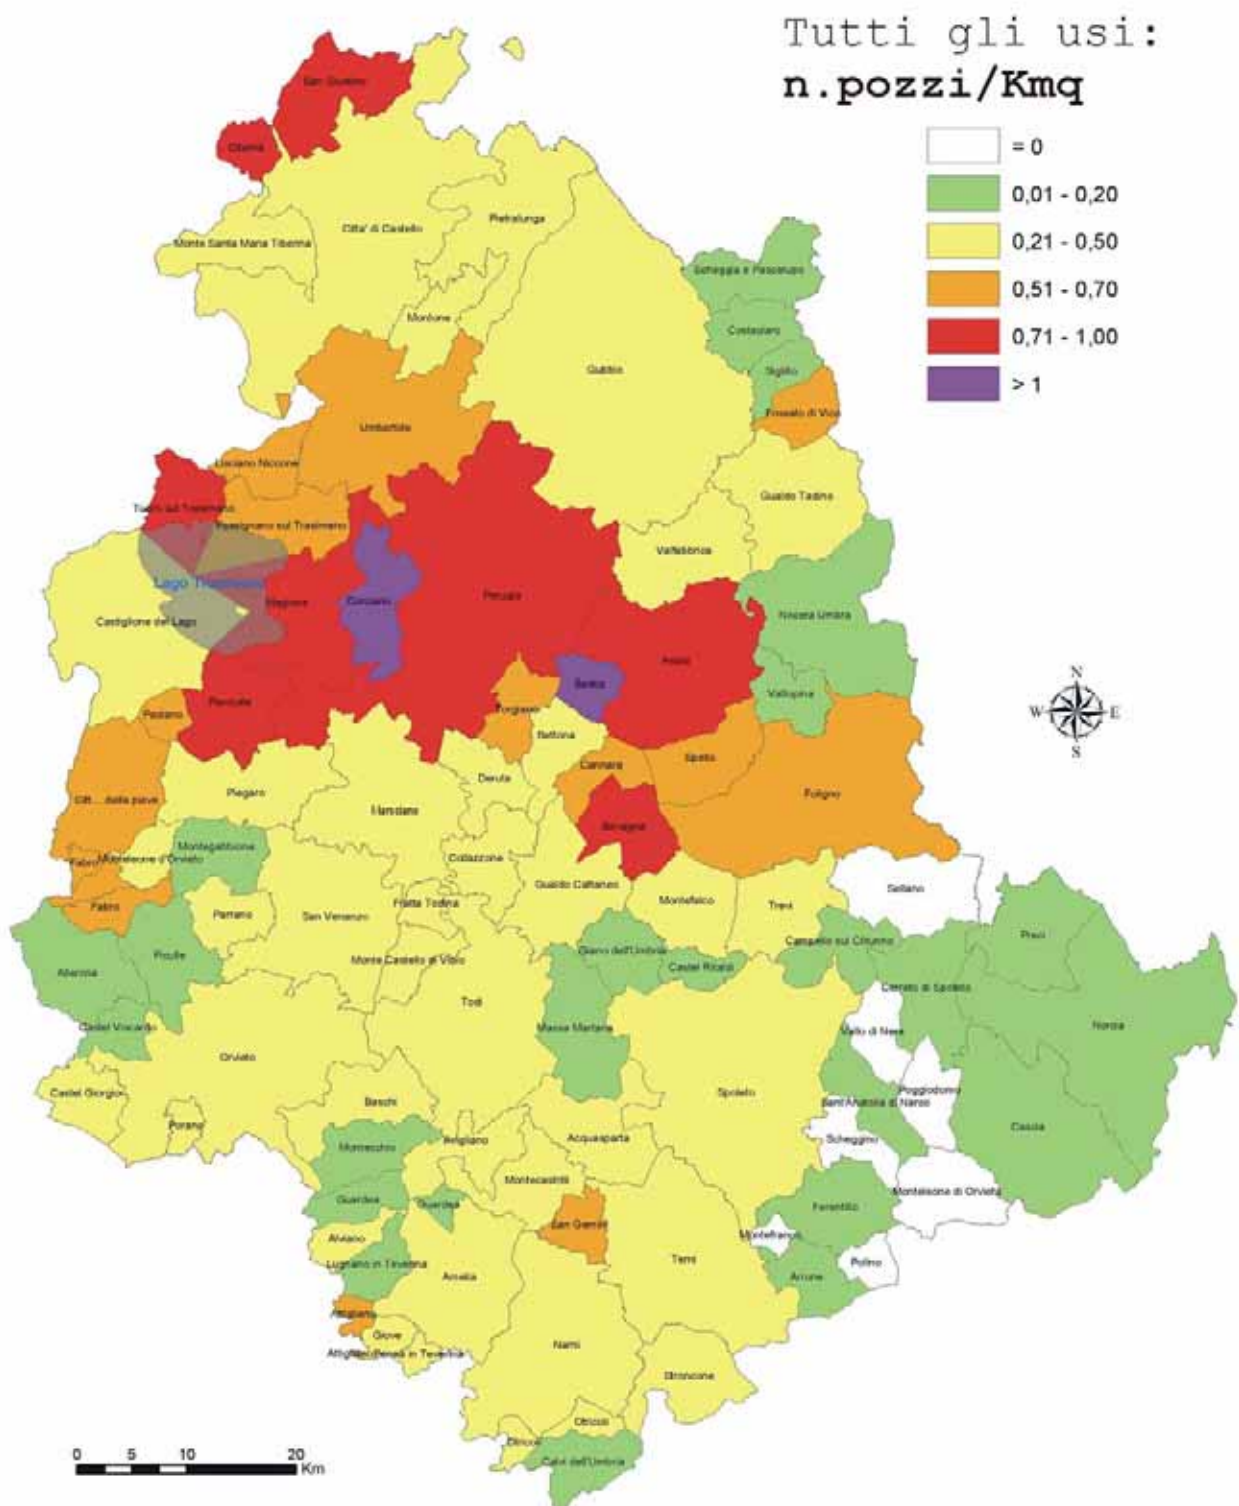 Tutti gli usi:
n.pozzi/Kmq
= 0
0,01 - 0,20
0,21 - 0,50
0,51 - 0,70
0,71 - 1,00
> 1
San Giustino
Citerna
Pietralunga
Citta' di Castello
Monte Santa Maria Tiberina
Scheggia e Pascelupo
Montone
Costacciaro
Sigillo
Gubbio
Fossato di Vico
Umbertide
Lisciano Niccone
Gualdo Tadino
Tuoro sul Trasimeno
Passignano sul Trasimeno
Valfabbrica
Lago Trasimeno
Magione
Corciano
Perugia
Nocera Umbra
Castiglione del Lago
Assisi
Bastia
Valtopina
Panicale
Paciano
Torgiano
Bettona
Spello
Cannara
Deruta
Foligno
Piegaro
Marsciano
Citt... della pieve
Bevagna
Montegabbione
Fabro
Monteleone d'Orvieto
Collazzone
Gualdo Cattaneo
Sellano
Montefalco
Trevi
Fratta Todina
Fabro
Parrano
San Venanzo
Preci
Campello sul Clitunno
Giano dell'Umbria
Ficulle
Monte Castello di Vibio
Castel Ritaldi
Allerona
Cerreto di Spoleto
Todi
Norcia
Castel Viscardo
Massa Martana
Vallo di Nera
Orvieto
Castel Giorgio
Spoleto
Poggiodomo
Baschi
Sant'Anatolia di Narco
Porano
Cascia
Acquasparta
Scheggino
Avigliano
Montecchio
Montecastrilli
Monteleone di Orvieto
Guardea
Guardea
Ferentillo
San Gemini
Alviano
Montefranco
Terni
Polino
Lugnano in Teverina
Amelia
Arrone
Attigliano
Giove
Narni
Stroncone
Otricoli
Otricoli
Calvi dell'Umbria
N
W
E
S
0
5
10
20
Km